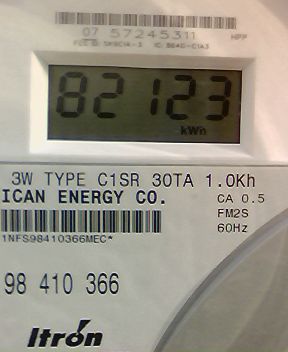 07 57245311 HPP
82123
kWh
3W TYPE C1SR 30TA 1.0Kh
ICAN ENERGY CO. CA 0.5
FM2S
1NFS98410366MEC* 60Hz
98 410 366
Itron